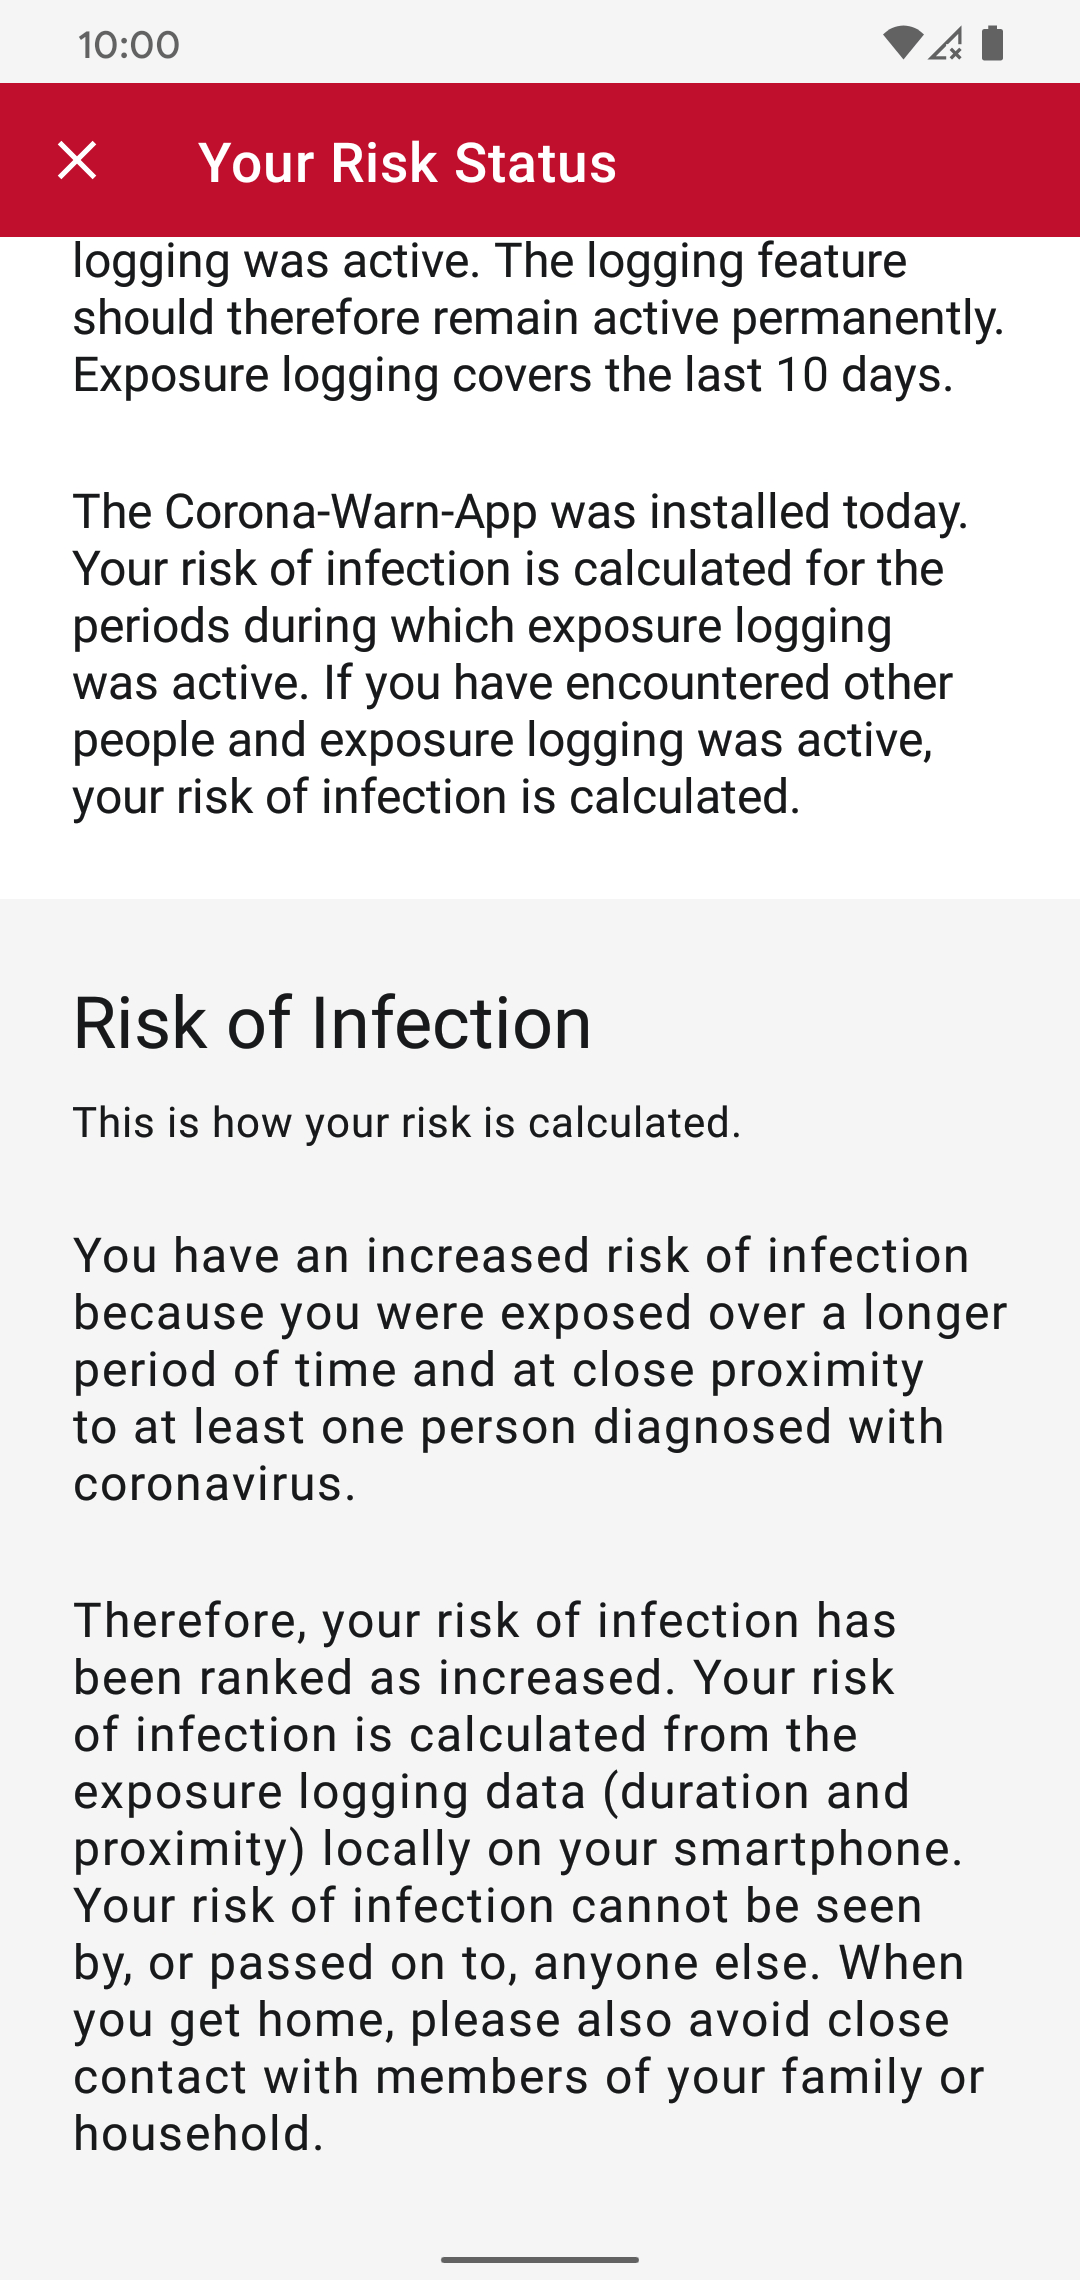 10:00
Your Risk Status
logging was active. The logging feature
should therefore remain active permanently.
Exposure logging covers the last 10 days.
The Corona-Warn-App was installed today.
Your risk of infection is calculated for the
periods during which exposure logging
was active. If you have encountered other
people and exposure logging was active,
your risk of infection is calculated.
Risk of Infection
This is how your risk is calculated.
You have an increased risk of infection
because you were exposed over a longer
period of time and at close proximity
to at least one person diagnosed with
coronavirus.
Therefore, your risk of infection has
been ranked as increased. Your risk
of infection is calculated from the
exposure logging data (duration and
proximity) locally on your smartphone.
Your risk of infection cannot be seen
by, or passed on to, anyone else. When
you get home, please also avoid close
contact with members of your family or
household.